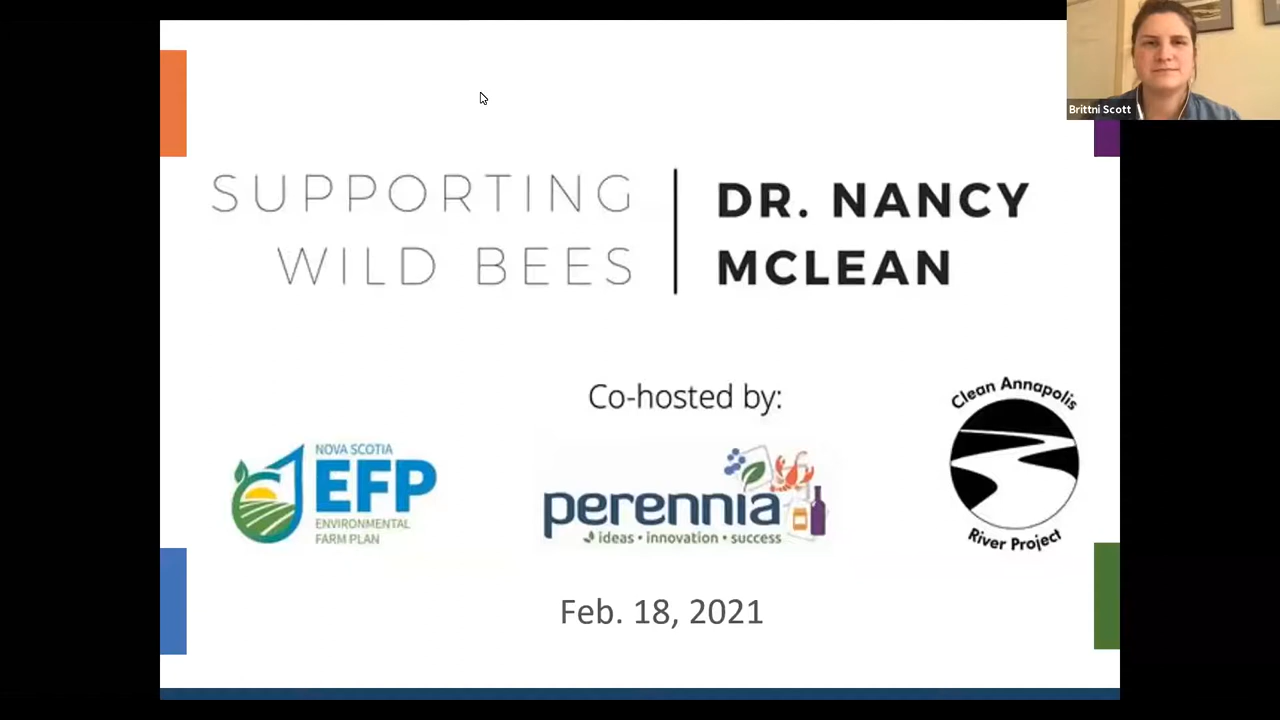 Brittni Scott
SUPPORTING
WILD BEES
DR. NANCY
MCLEAN
Co-hosted by:
NOVA SCOTIA
EFP
ENVIRONMENTAL
FARM PLAN
perennia
ideas • innovation • success
Clean Annapolis
River Project
Feb. 18, 2021